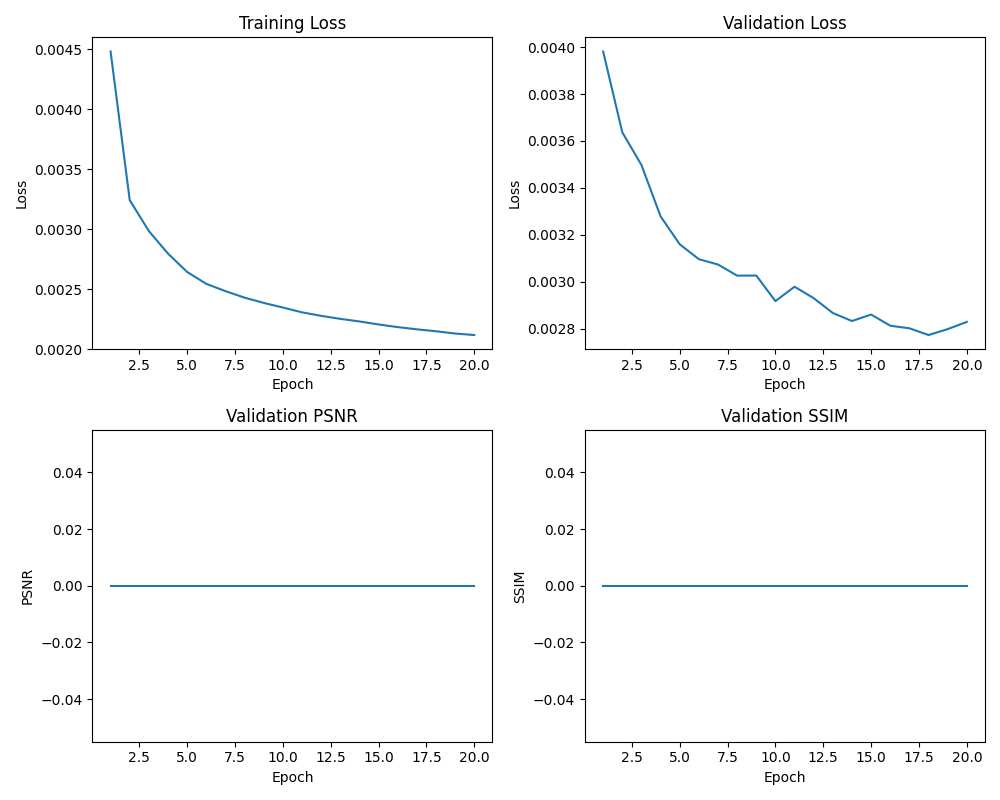 Training Loss
Validation Loss
0.0045
0.0040
0.0035
0.0030
0.0025
0.0020
Loss
2.5 5.0 7.5 10.0 12.5 15.0 17.5 20.0
Epoch
0.0040
0.0038
0.0036
0.0034
0.0032
0.0030
0.0028
Loss
2.5 5.0 7.5 10.0 12.5 15.0 17.5 20.0
Epoch
Validation PSNR
Validation SSIM
0.04
0.02
0.00
−0.02
−0.04
PSNR
2.5 5.0 7.5 10.0 12.5 15.0 17.5 20.0
Epoch
0.04
0.02
0.00
−0.02
−0.04
SSIM
2.5 5.0 7.5 10.0 12.5 15.0 17.5 20.0
Epoch